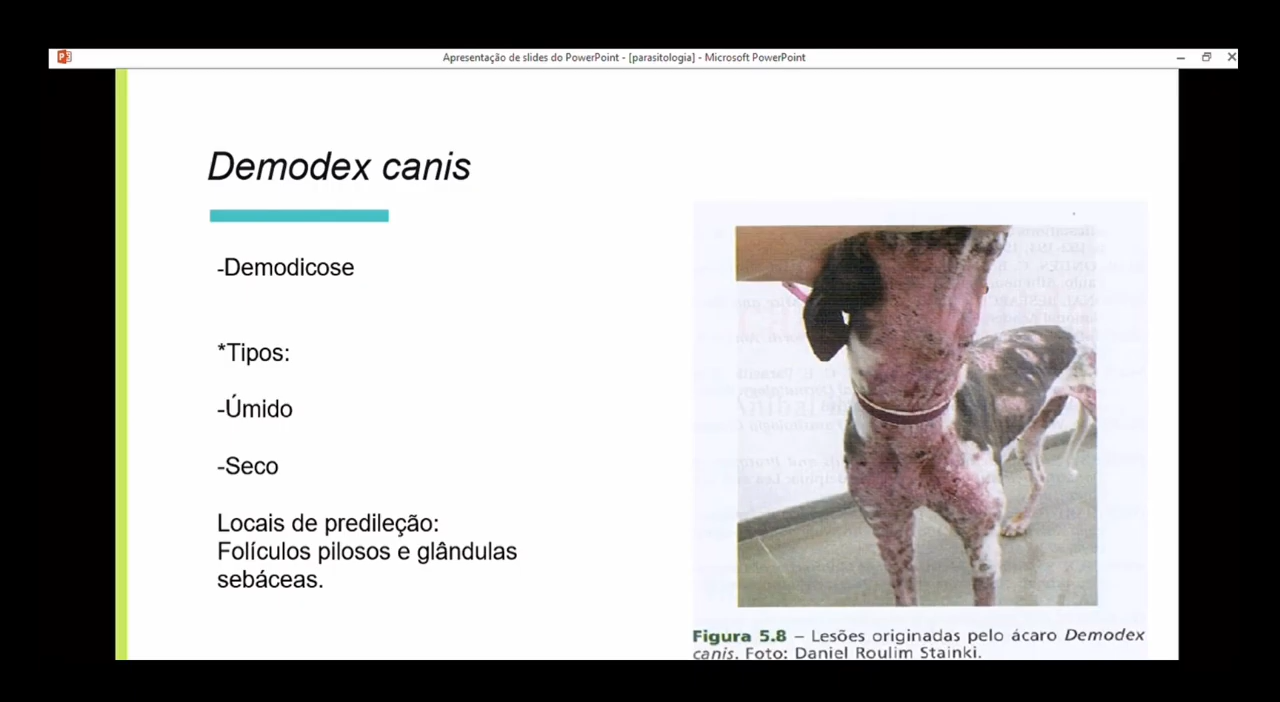 Apresentação de slides do PowerPoint - [parasitologia] - Microsoft PowerPoint
Demodex canis
-Demodicose
*Tipos:
-Úmido
-Seco
Locais de predileção:
Folículos pilosos e glândulas
sebáceas.
Figura 5.8 – Lesões originadas pelo ácaro Demodex
canis. Foto: Daniel Roulim Stainki.